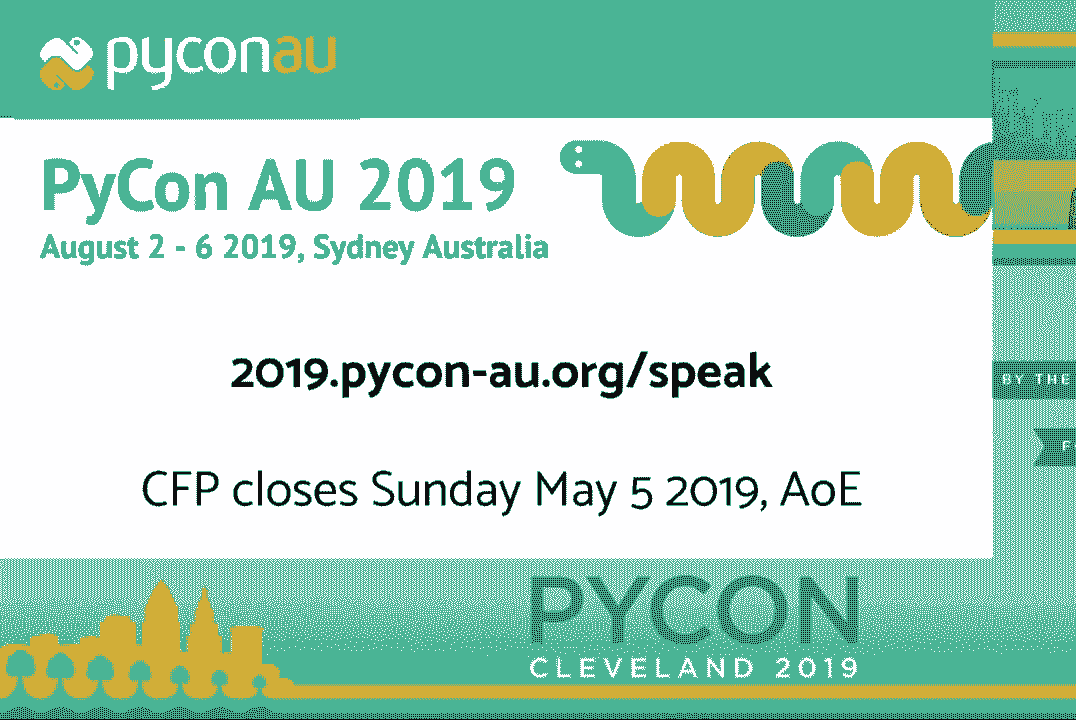 pyconau
PyCon AU 2019
August 2 - 6 2019, Sydney Australia
2019.pycon-au.org/speak
CFP closes Sunday May 5 2019, AoE
BY THE
PYCON
CLEVELAND 2019